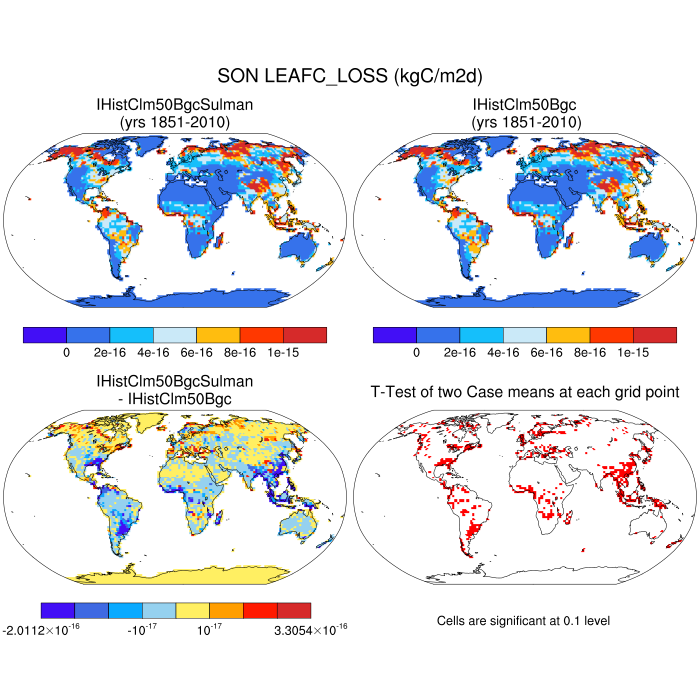 SON LEAFC_LOSS (kgC/m2d)
IHistClm50BgcSulman
(yrs 1851-2010)
IHistClm50Bgc
(yrs 1851-2010)
0 2e-16 4e-16 6e-16 8e-16 1e-15
0 2e-16 4e-16 6e-16 8e-16 1e-15
IHistClm50BgcSulman
- IHistClm50Bgc
T-Test of two Case means at each grid point
-2.0112×10⁻¹⁶ -10⁻¹⁷ 10⁻¹⁷ 3.3054×10⁻¹⁶
Cells are significant at 0.1 level